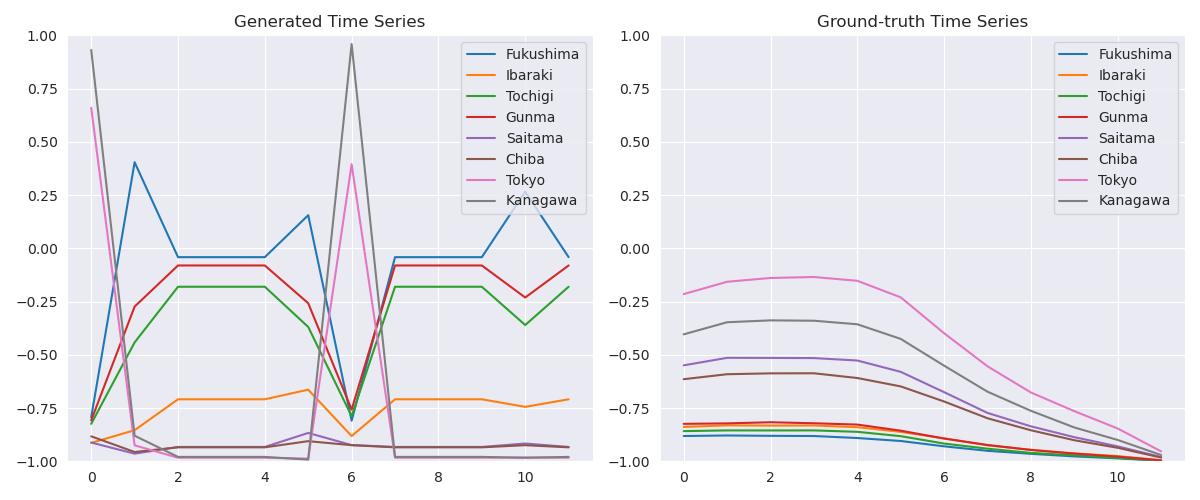 Generated Time Series
1.00
0.75
0.50
0.25
0.00
−0.25
−0.50
−0.75
−1.00
0 2 4 6 8 10
Fukushima
Ibaraki
Tochigi
Gunma
Saitama
Chiba
Tokyo
Kanagawa
Ground-truth Time Series
1.00
0.75
0.50
0.25
0.00
−0.25
−0.50
−0.75
−1.00
0 2 4 6 8 10
Fukushima
Ibaraki
Tochigi
Gunma
Saitama
Chiba
Tokyo
Kanagawa